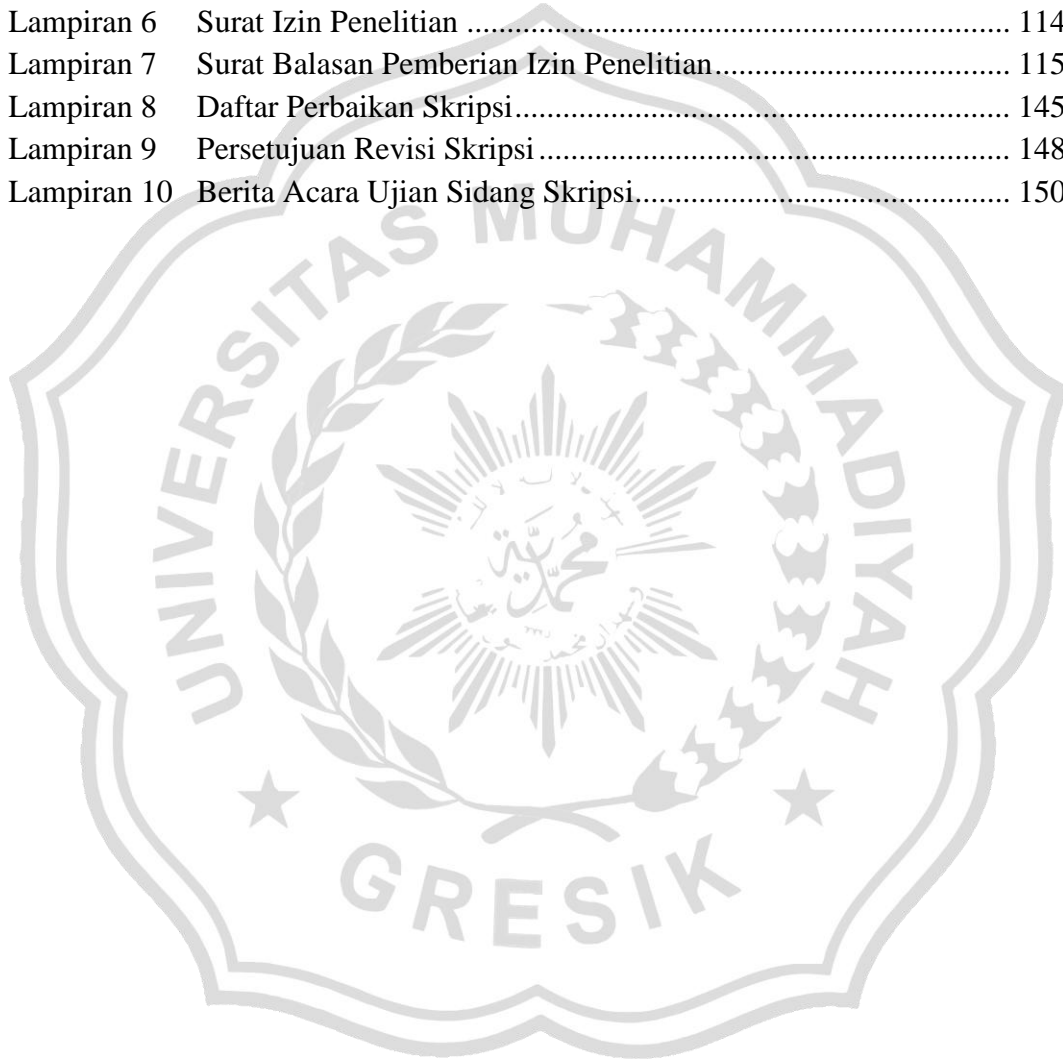 Lampiran 6 Surat Izin Penelitian ........................................................................... 114
Lampiran 7 Surat Balasan Pemberian Izin Penelitian........................................ 115
Lampiran 8 Daftar Perbaikan Skripsi.................................................................... 145
Lampiran 9 Persetujuan Revisi Skripsi ................................................................ 148
Lampiran 10 Berita Acara Ujian Sidang Skripsi.................................................... 150
UNIVERSITAS MUHAMMADIYAH
GRESIK